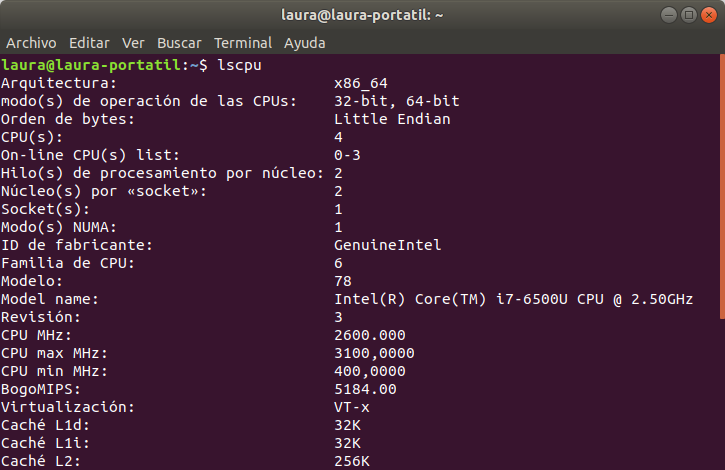 laura@laura-portatil: ~
Archivo Editar Ver Buscar Terminal Ayuda
laura@laura-portatil:~$ lscpu
Arquitectura: x86_64
modo(s) de operación de las CPUs: 32-bit, 64-bit
Orden de bytes: Little Endian
CPU(s): 4
On-line CPU(s) list: 0-3
Hilo(s) de procesamiento por núcleo: 2
Núcleo(s) por «socket»: 2
Socket(s): 1
Modo(s) NUMA: 1
ID de fabricante: GenuineIntel
Familia de CPU: 6
Modelo: 78
Model name: Intel(R) Core(TM) i7-6500U CPU @ 2.50GHz
Revisión: 3
CPU MHz: 2600.000
CPU max MHz: 3100,0000
CPU min MHz: 400,0000
BogoMIPS: 5184.00
Virtualización: VT-x
Caché L1d: 32K
Caché L1i: 32K
Caché L2: 256K